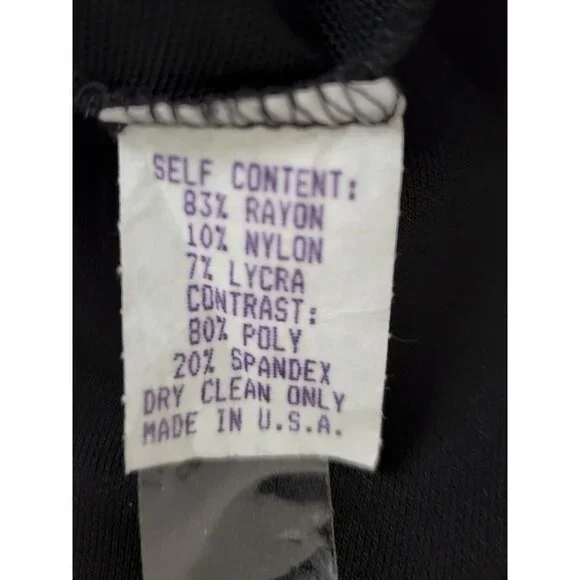 SELF CONTENT:
83% RAYON
10% NYLON
7% LYCRA
CONTRAST:
80% POLY
20% SPANDEX
DRY CLEAN ONLY
MADE IN U.S.A.